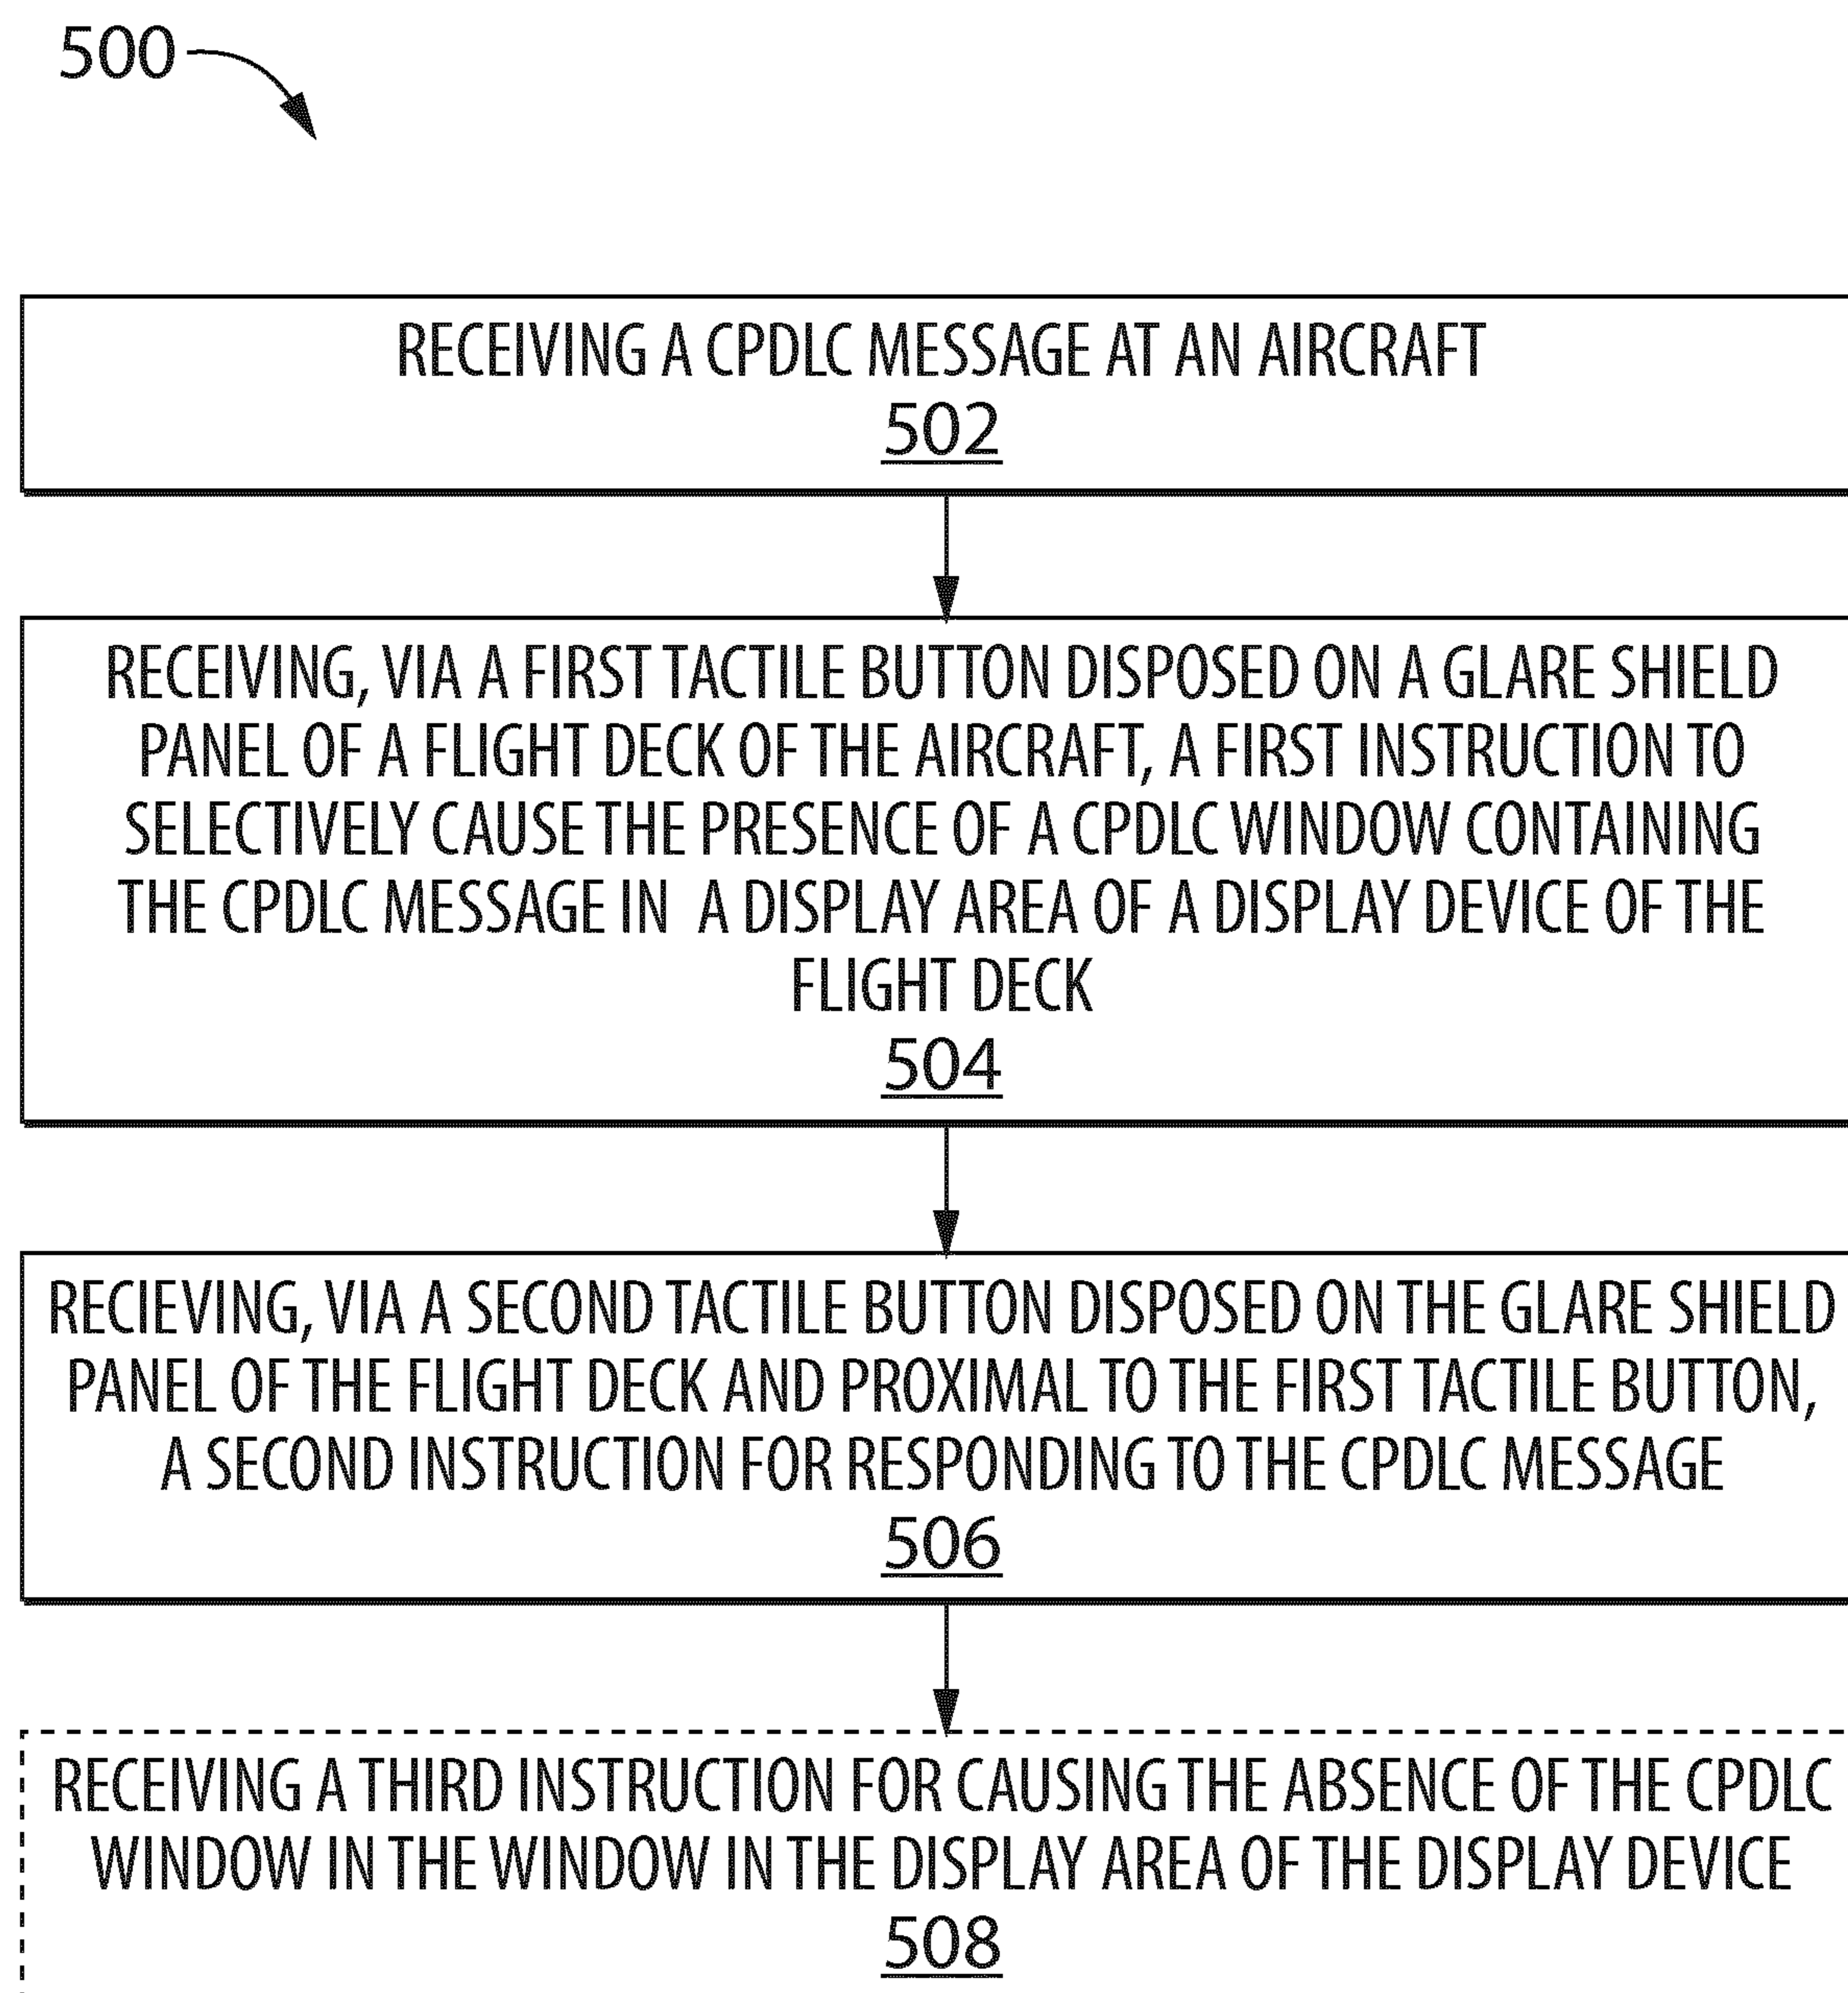 500
RECEIVING A CPDLC MESSAGE AT AN AIRCRAFT
502
RECEIVING, VIA A FIRST TACTILE BUTTON DISPOSED ON A GLARE SHIELD
PANEL OF A FLIGHT DECK OF THE AIRCRAFT, A FIRST INSTRUCTION TO
SELECTIVELY CAUSE THE PRESENCE OF A CPDLC WINDOW CONTAINING
THE CPDLC MESSAGE IN A DISPLAY AREA OF A DISPLAY DEVICE OF THE
FLIGHT DECK
504
RECIEVING, VIA A SECOND TACTILE BUTTON DISPOSED ON THE GLARE SHIELD
PANEL OF THE FLIGHT DECK AND PROXIMAL TO THE FIRST TACTILE BUTTON,
A SECOND INSTRUCTION FOR RESPONDING TO THE CPDLC MESSAGE
506
RECEIVING A THIRD INSTRUCTION FOR CAUSING THE ABSENCE OF THE CPDLC
WINDOW IN THE WINDOW IN THE DISPLAY AREA OF THE DISPLAY DEVICE
508